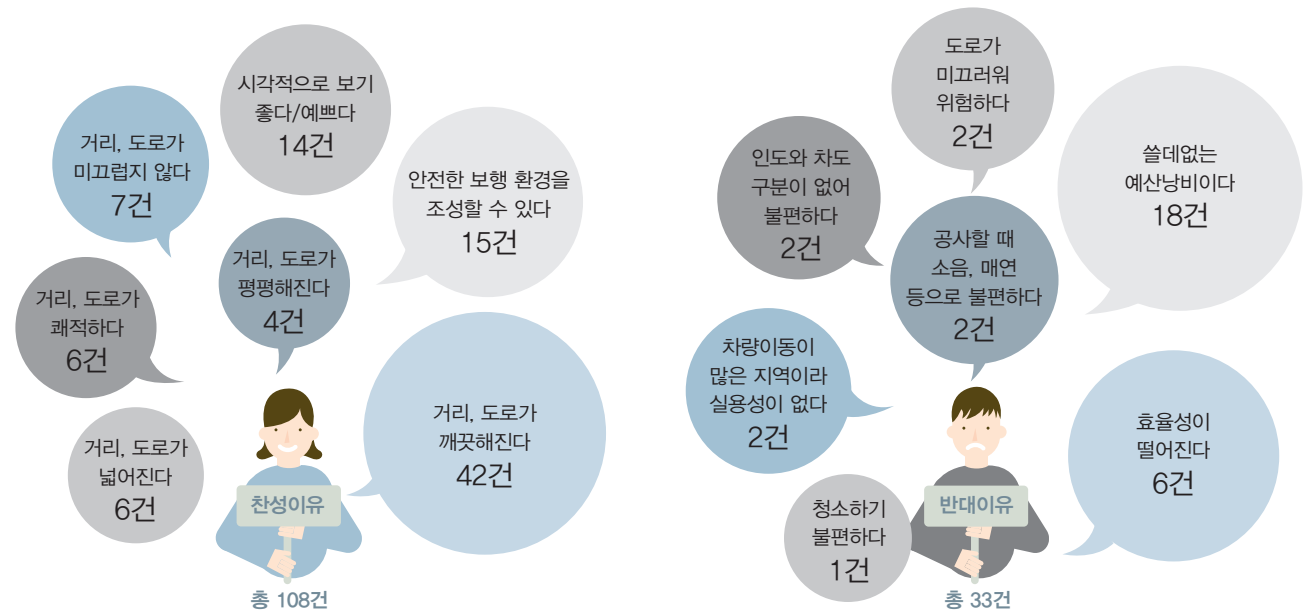 시각적으로 보기
좋다/예쁘다
14건
거리, 도로가
미끄럽지 않다
7건
안전한 보행 환경을
조성할 수 있다
15건
거리, 도로가
평평해진다
4건
거리, 도로가
쾌적하다
6건
거리, 도로가
깨끗해진다
42건
거리, 도로가
넓어진다
6건
찬성이유
총 108건
도로가
미끄러워
위험하다
2건
쓸데없는
예산낭비이다
18건
인도와 차도
구분이 없어
불편하다
2건
공사할 때
소음, 매연
등으로 불편하다
2건
차량이동이
많은 지역이라
실용성이 없다
2건
효율성이
떨어진다
6건
청소하기
불편하다
1건
반대이유
총 33건